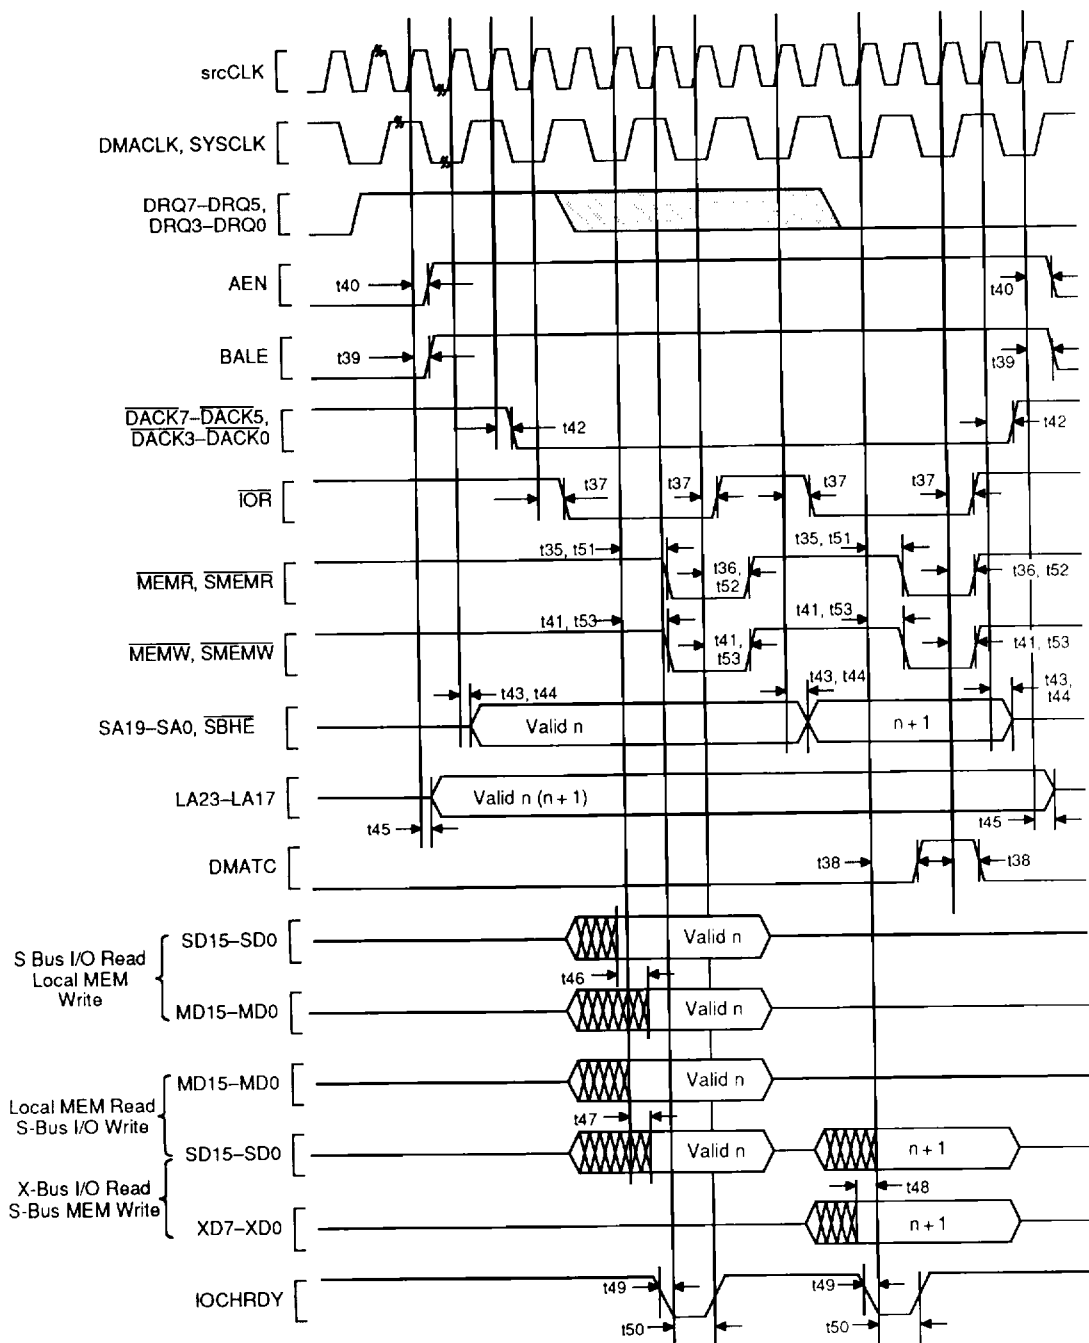 srcCLK
DMACLK, SYSCLK
DRQ7–DRQ5,
DRQ3–DRQ0
AEN
t40
t40
BALE
t39
t39
DACK7–DACK5,
DACK3–DACK0
t42
t42
IOR
t37
t37
t37
t37
t35, t51
t35, t51
MEMR, SMEMR
t36,
t52
t36, t52
t41, t53
t41, t53
MEMW, SMEMW
t41,
t53
t41, t53
t43, t44
t43, t44
t43,
t44
SA19–SA0, SBHE
Valid n
n + 1
LA23–LA17
Valid n (n + 1)
t45
t45
DMATC
t38
t38
S Bus I/O Read
Local MEM
Write
SD15–SD0
Valid n
t46
MD15–MD0
Valid n
Local MEM Read
S-Bus I/O Write
MD15–MD0
Valid n
t47
SD15–SD0
Valid n
n + 1
X-Bus I/O Read
S-Bus MEM Write
t48
XD7–XD0
n + 1
IOCHRDY
t49
t49
t50
t50